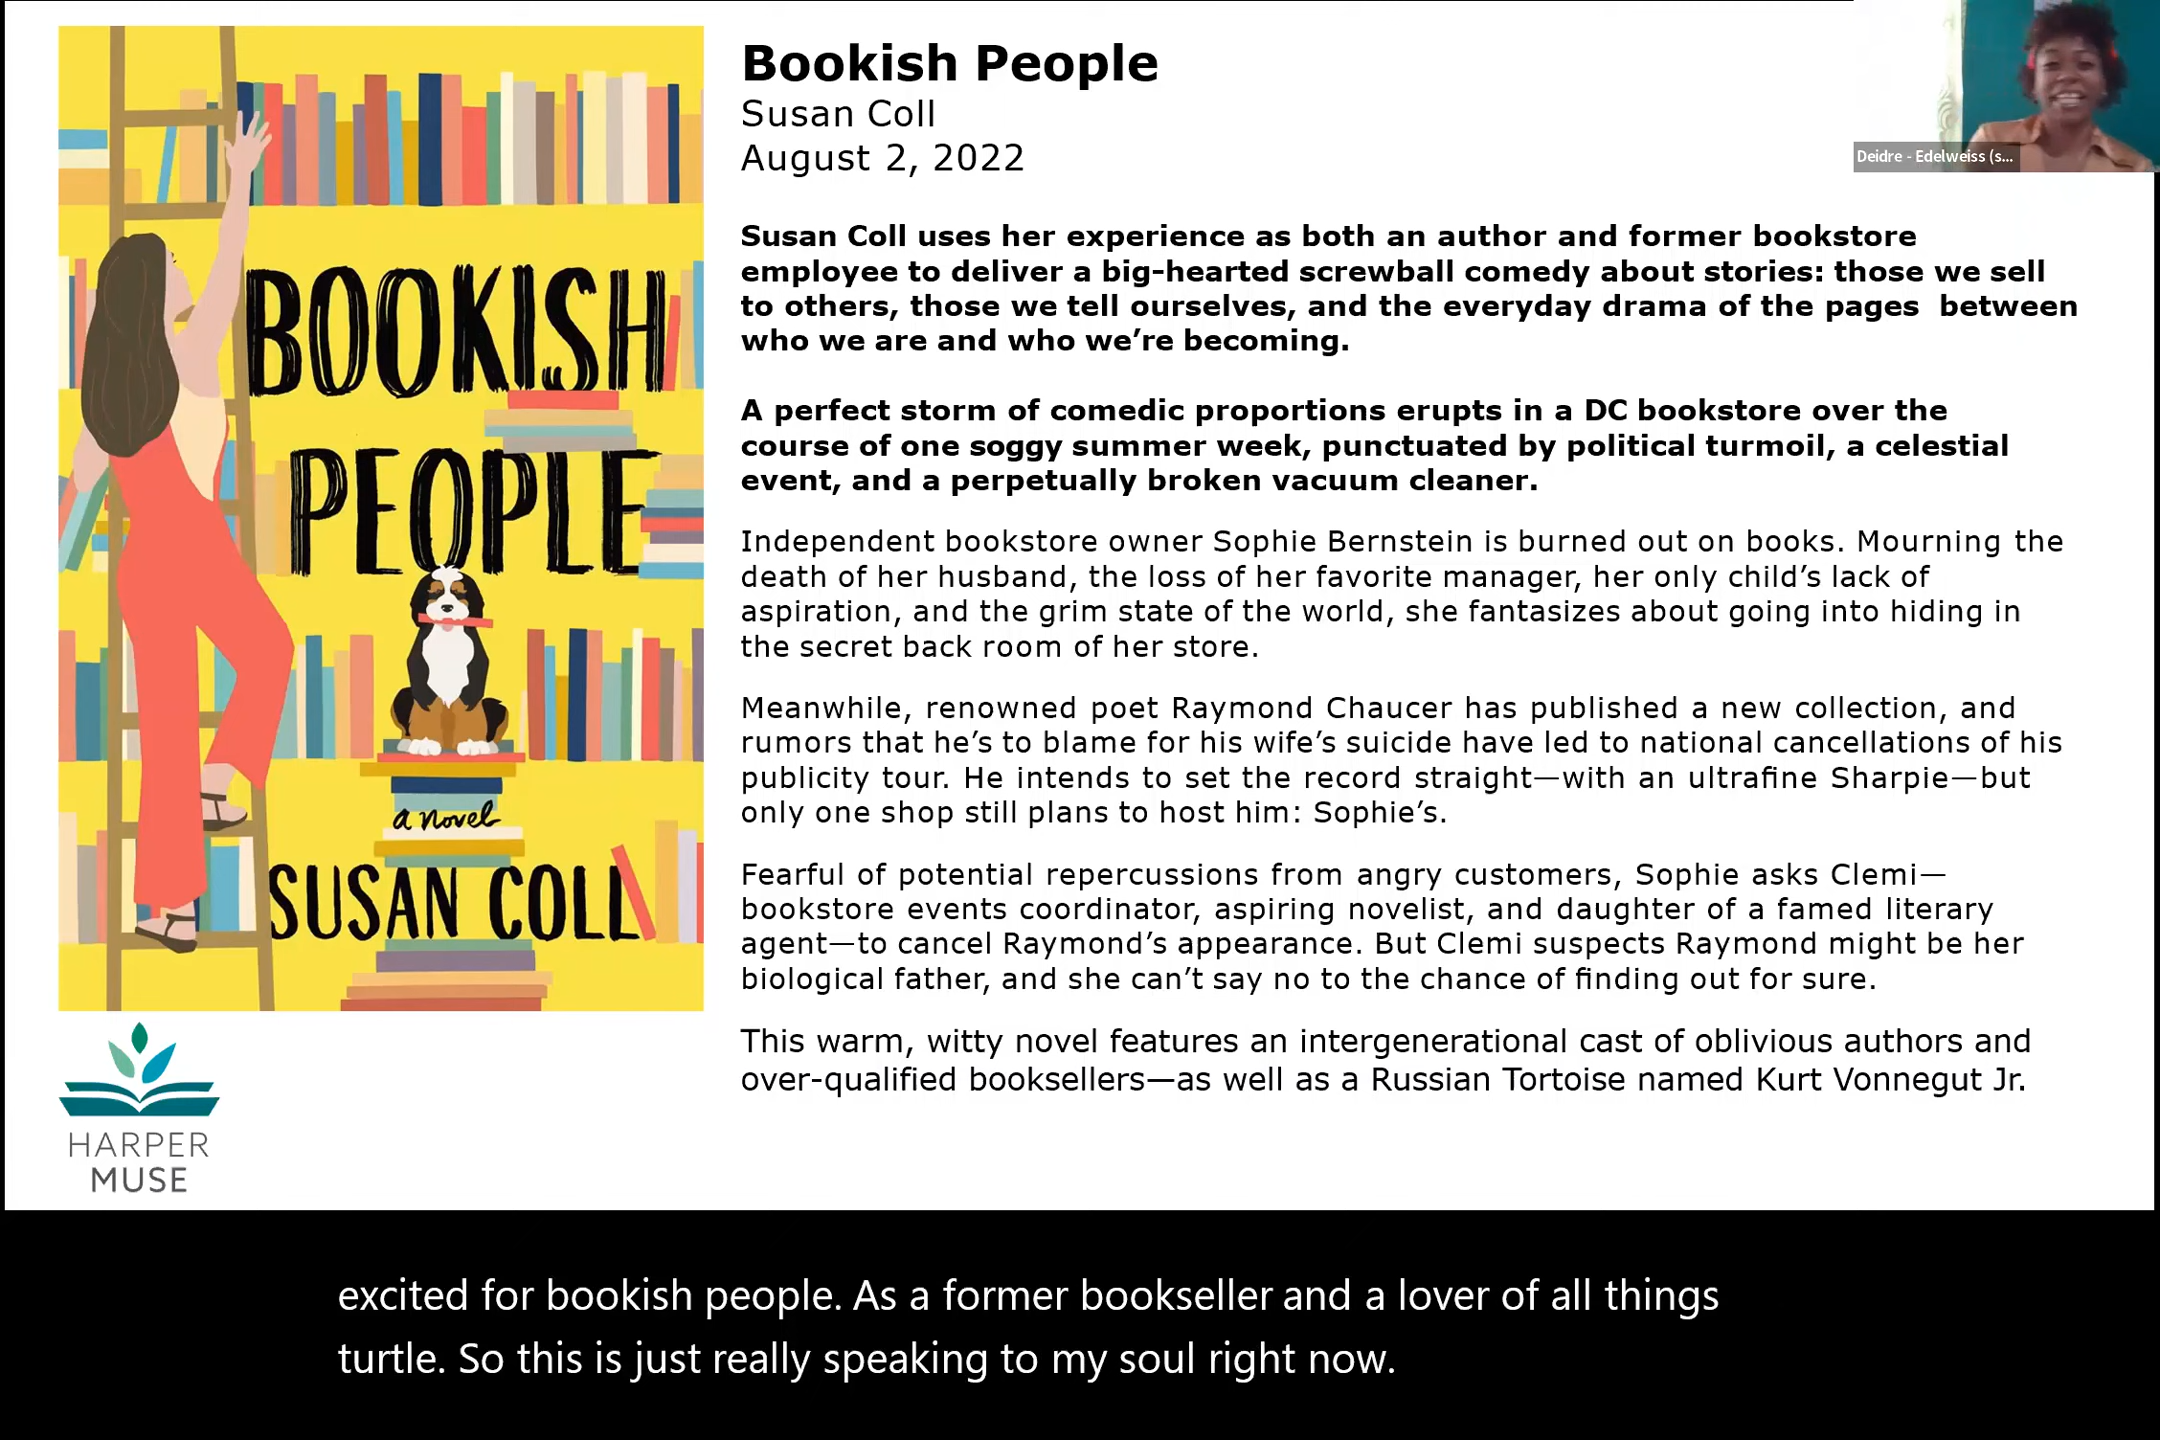 Bookish People
Susan Coll
August 2, 2022
Deidre - Edelweiss (s...
Susan Coll uses her experience as both an author and former bookstore
employee to deliver a big-hearted screwball comedy about stories: those we sell
to others, those we tell ourselves, and the everyday drama of the pages  between
who we are and who we’re becoming.
A perfect storm of comedic proportions erupts in a DC bookstore over the
course of one soggy summer week, punctuated by political turmoil, a celestial
event, and a perpetually broken vacuum cleaner.
Independent bookstore owner Sophie Bernstein is burned out on books. Mourning the
death of her husband, the loss of her favorite manager, her only child’s lack of
aspiration, and the grim state of the world, she fantasizes about going into hiding in
the secret back room of her store.
Meanwhile, renowned poet Raymond Chaucer has published a new collection, and
rumors that he’s to blame for his wife’s suicide have led to national cancellations of his
publicity tour. He intends to set the record straight—with an ultrafine Sharpie—but
only one shop still plans to host him: Sophie’s.
Fearful of potential repercussions from angry customers, Sophie asks Clemi—
bookstore events coordinator, aspiring novelist, and daughter of a famed literary
agent—to cancel Raymond’s appearance. But Clemi suspects Raymond might be her
biological father, and she can’t say no to the chance of finding out for sure.
This warm, witty novel features an intergenerational cast of oblivious authors and
over-qualified booksellers—as well as a Russian Tortoise named Kurt Vonnegut Jr.
BOOKISH
PEOPLE
a novel
SUSAN COLL
HARPER
MUSE
excited for bookish people. As a former bookseller and a lover of all things
turtle. So this is just really speaking to my soul right now.